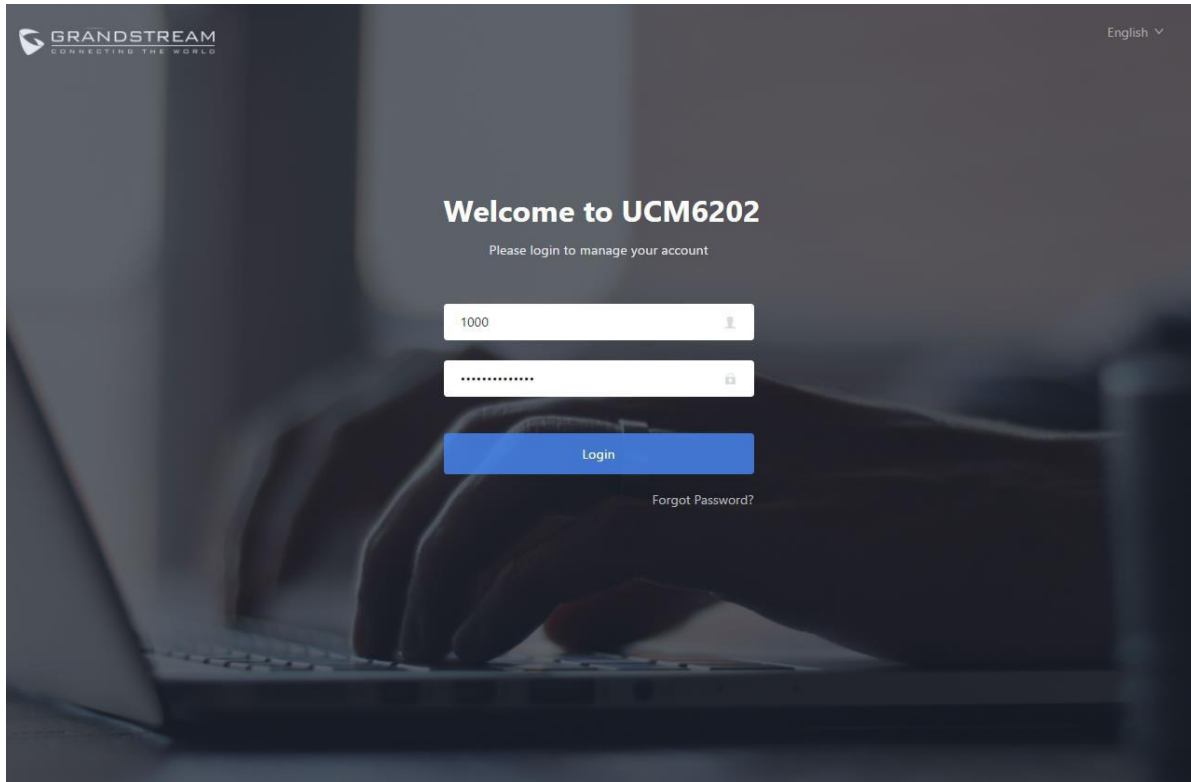 GRANDSTREAM
CONNECTING THE WORLD
English
Welcome to UCM6202
Please login to manage your account
1000
••••••••••••••
Login
Forgot Password?